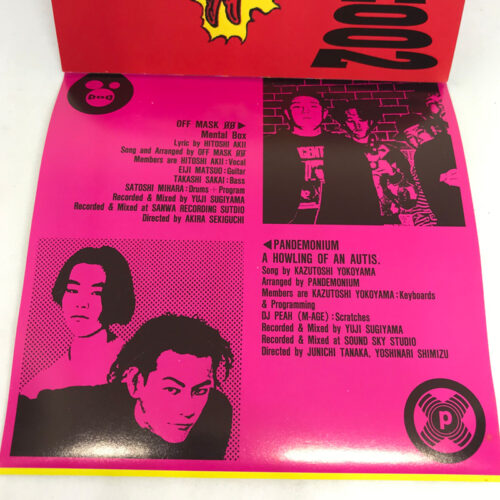 OFF MASK 00▶
Mental Box
Lyric by HITOSHI AKII
Song and Arranged by OFF MASK 00
Members are HITOSHI AKII:Vocal
EIJI MATSUO:Guitar
TAKASHI SAKAI:Bass
SATOSHI MIHARA:Drums+Program
Recorded & Mixed by YUJI SUGIYAMA
Recorded & Mixed at SANWA RECORDING SUTDIO
Directed by AKIRA SEKIGUCHI
◀PANDEMONIUM
A HOWLING OF AN AUTIS.
Song by KAZUTOSHI YOKOYAMA
Arranged by PANDEMONIUM
Members are KAZUTOSHI YOKOYAMA:Keyboards
& Programming
DJ PEAH (M-AGE):Scratches
Recorded & Mixed by YUJI SUGIYAMA
Recorded & Mixed at SOUND SKY STUDIO
Directed by JUNICHI TANAKA, YOSHINARI SHIMIZU
p